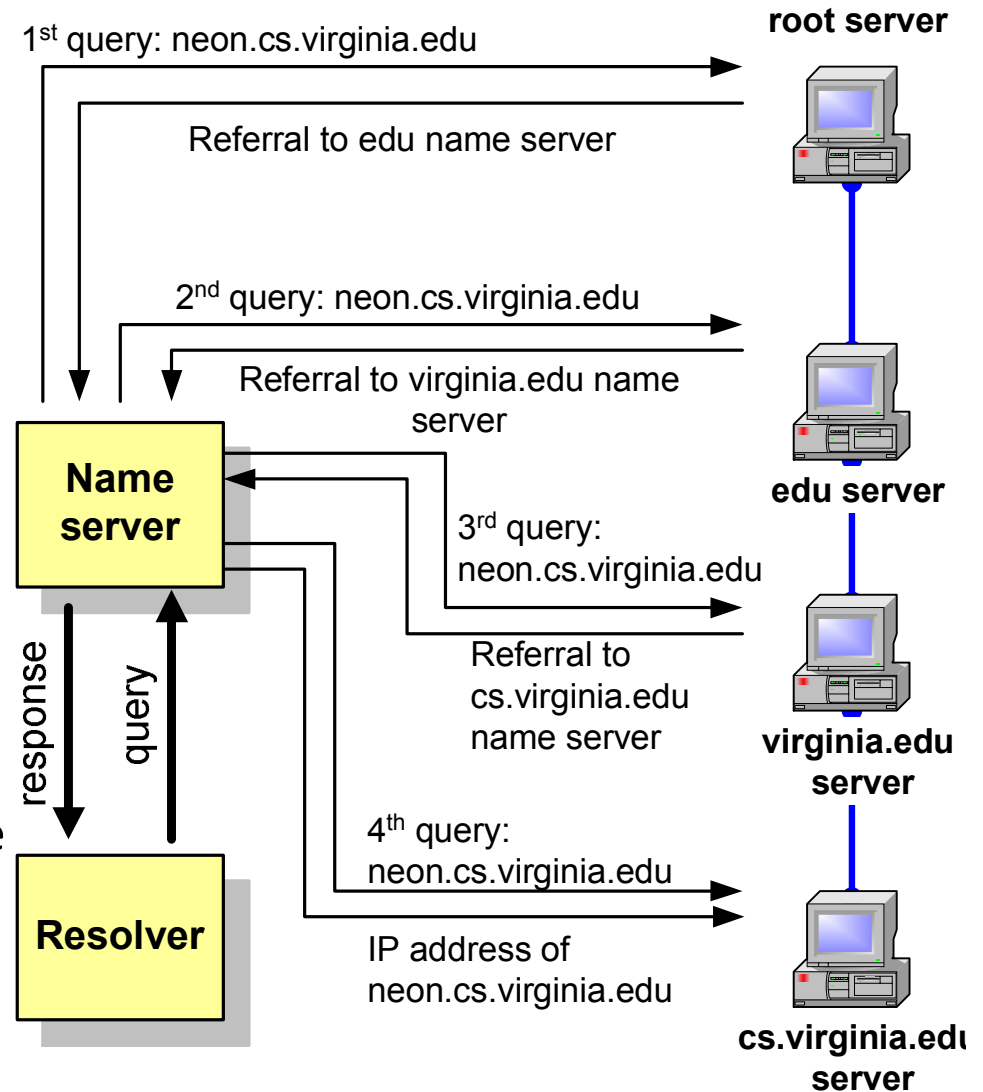 root server
1st query: neon.cs.virginia.edu
Referral to edu name server
2nd query: neon.cs.virginia.edu
Referral to virginia.edu name
server
edu server
Name
server
3rd query:
neon.cs.virginia.edu
Referral to
cs.virginia.edu
name server
virginia.edu
server
response
query
4th query:
neon.cs.virginia.edu
e
Resolver
IP address of
neon.cs.virginia.edu
cs.virginia.edu
server